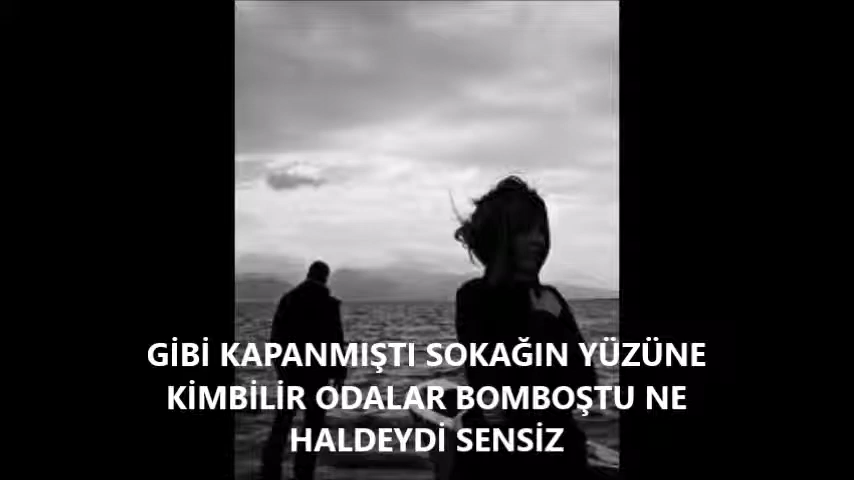 GİBİ KAPANMIŞTI SOKAĞIN YÜZÜNE
KİMBİLİR ODALAR BOMBOŞTU NE
HALDEYDİ SENSİZ